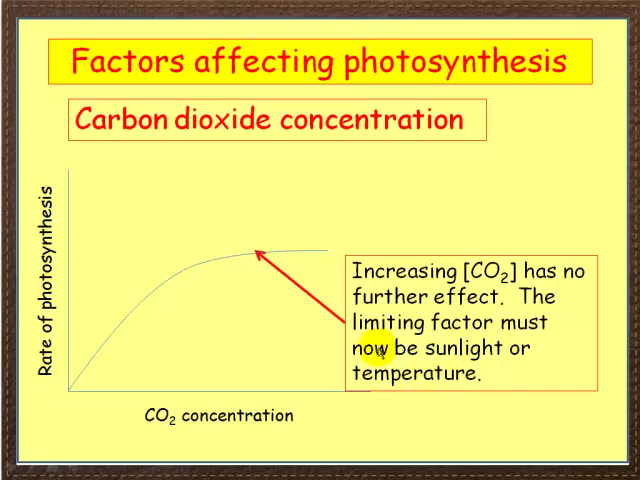 Factors affecting photosynthesis
Carbon dioxide concentration
Rate of photosynthesis
Increasing [CO₂] has no
further effect. The
limiting factor must
now be sunlight or
temperature.
CO₂ concentration